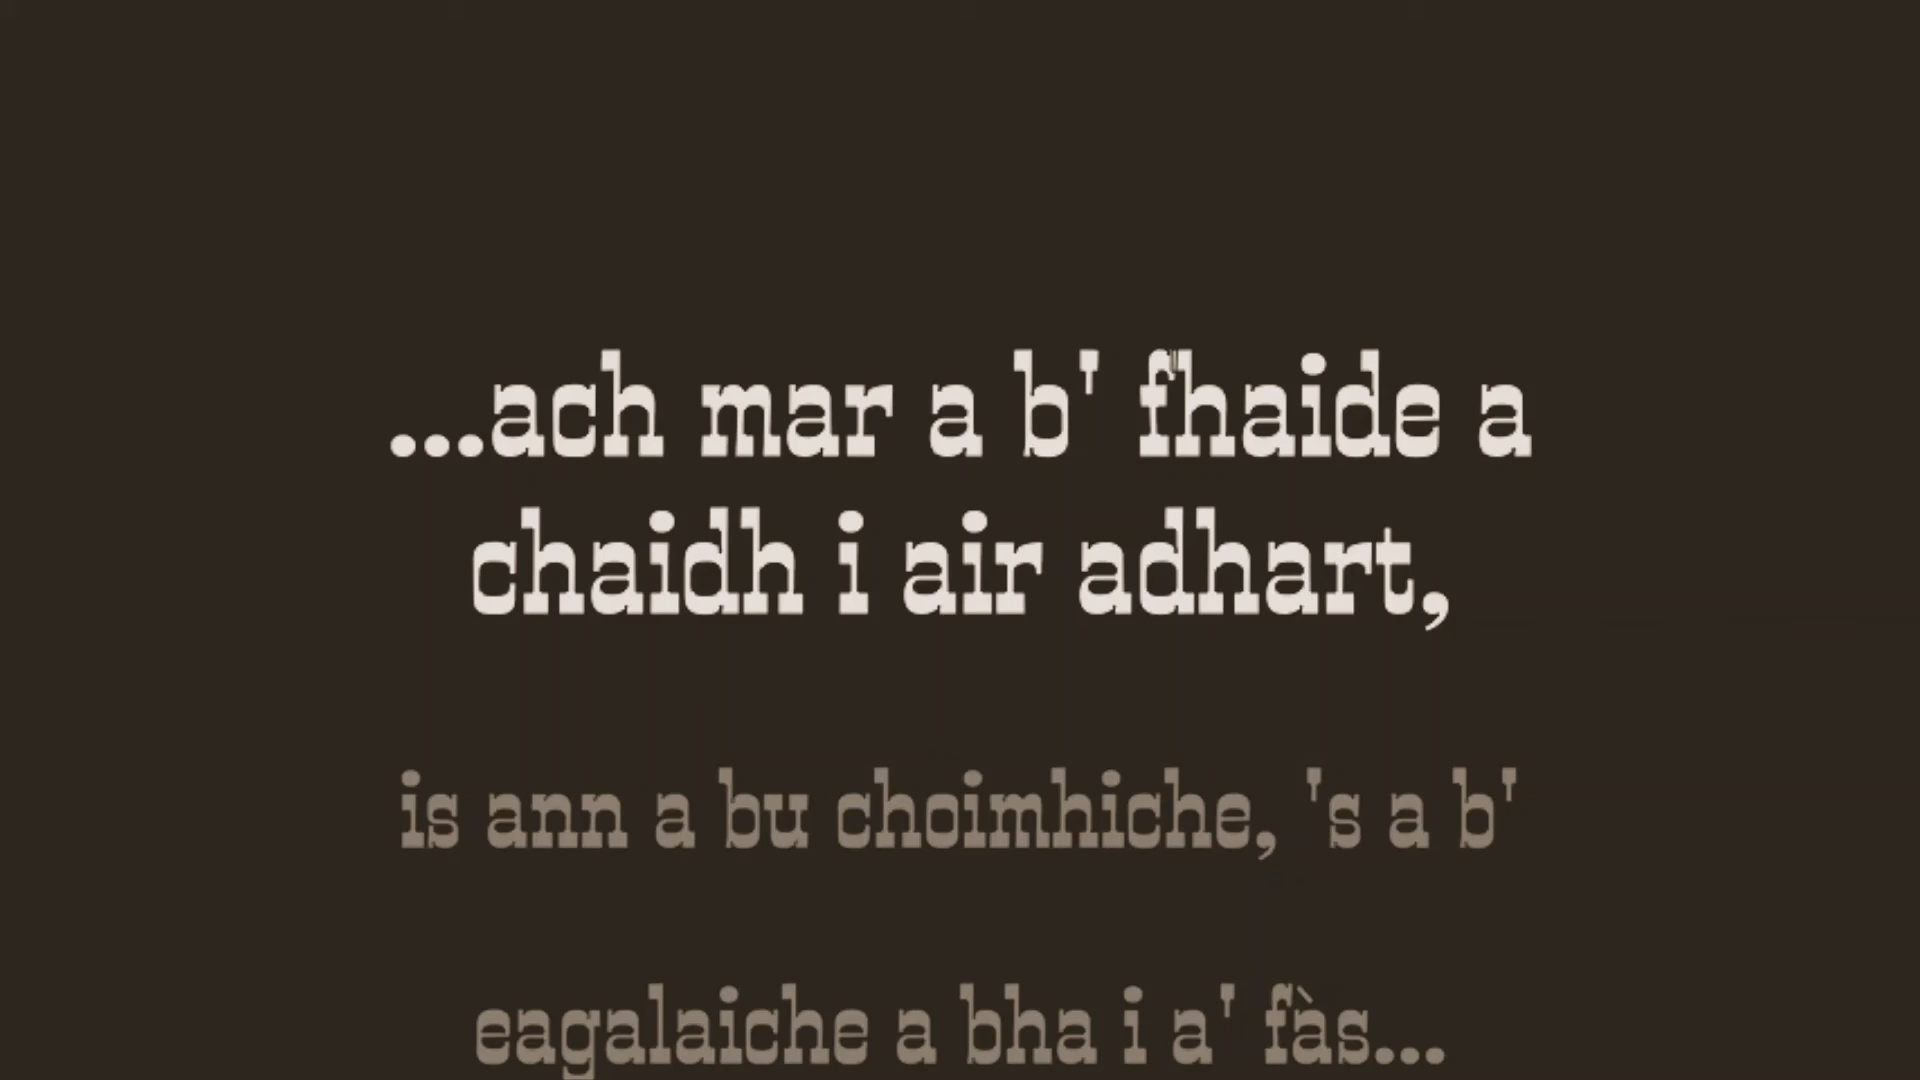 ...ach mar a b' fhaide a
chaidh i air adhart,
is ann a bu choimhiche, 's a b'
eagalaiche a bha i a' fàs...